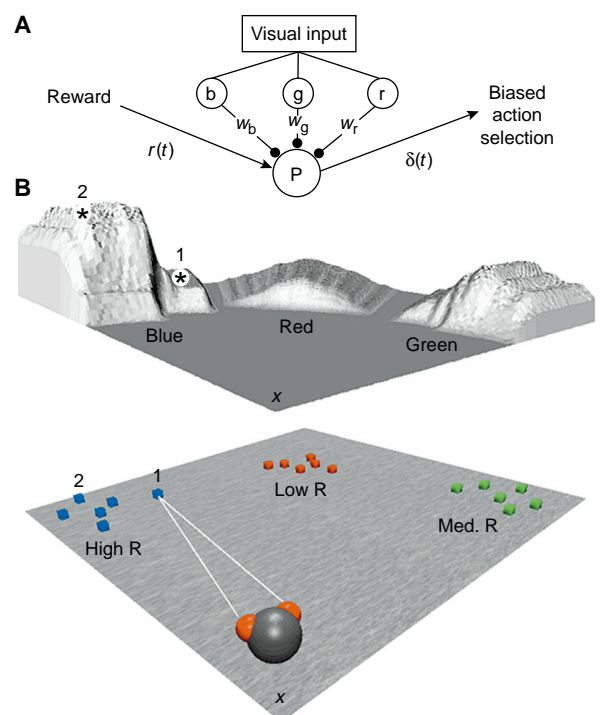 A
Visual input
Reward
b
g
r
Biased
action
selection
w_b
w_g
w_r
r(t)
P
δ(t)
B
2
*
1
*
Blue
Red
Green
x
2
1
Low R
High R
Med. R
x